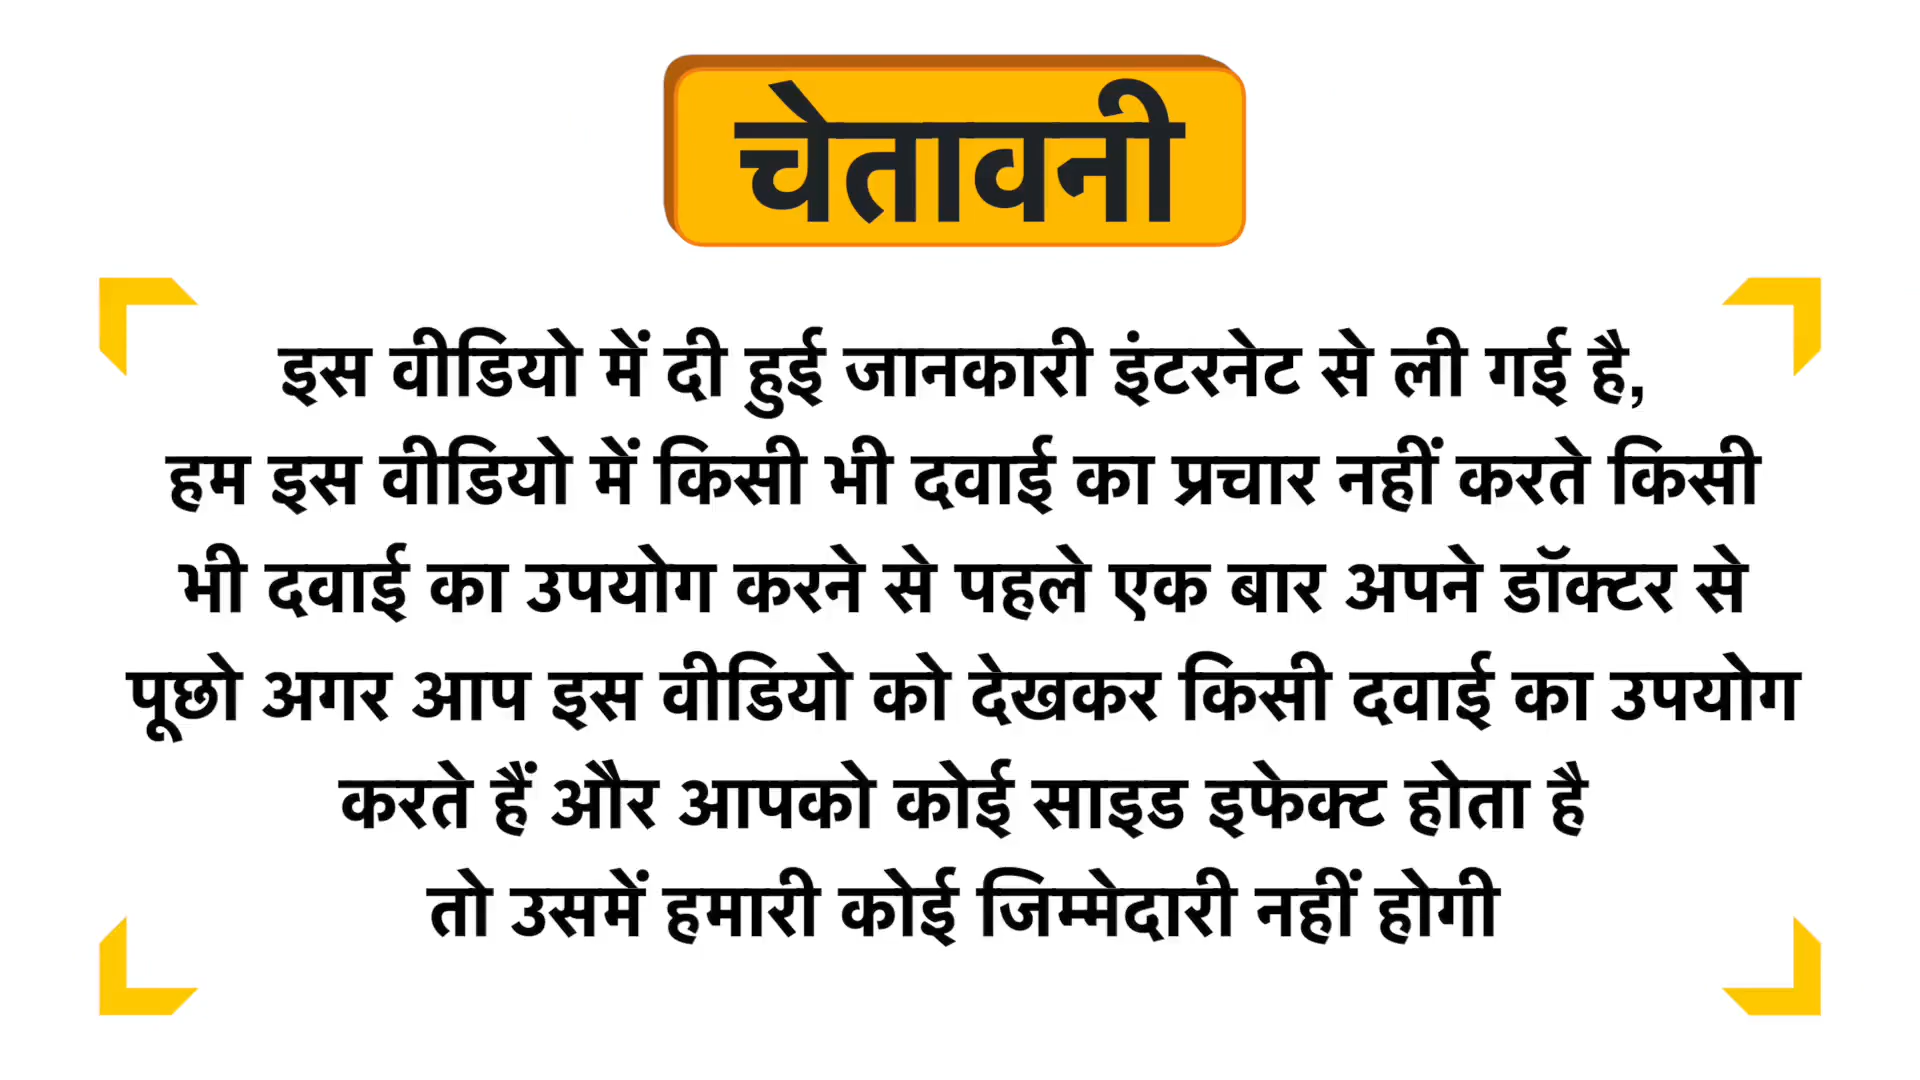 चेतावनी
इस वीडियो में दी हुई जानकारी इंटरनेट से ली गई है,
हम इस वीडियो में किसी भी दवाई का प्रचार नहीं करते किसी
भी दवाई का उपयोग करने से पहले एक बार अपने डॉक्टर से
पूछो अगर आप इस वीडियो को देखकर किसी दवाई का उपयोग
करते हैं और आपको कोई साइड इफेक्ट होता है
तो उसमें हमारी कोई जिम्मेदारी नहीं होगी